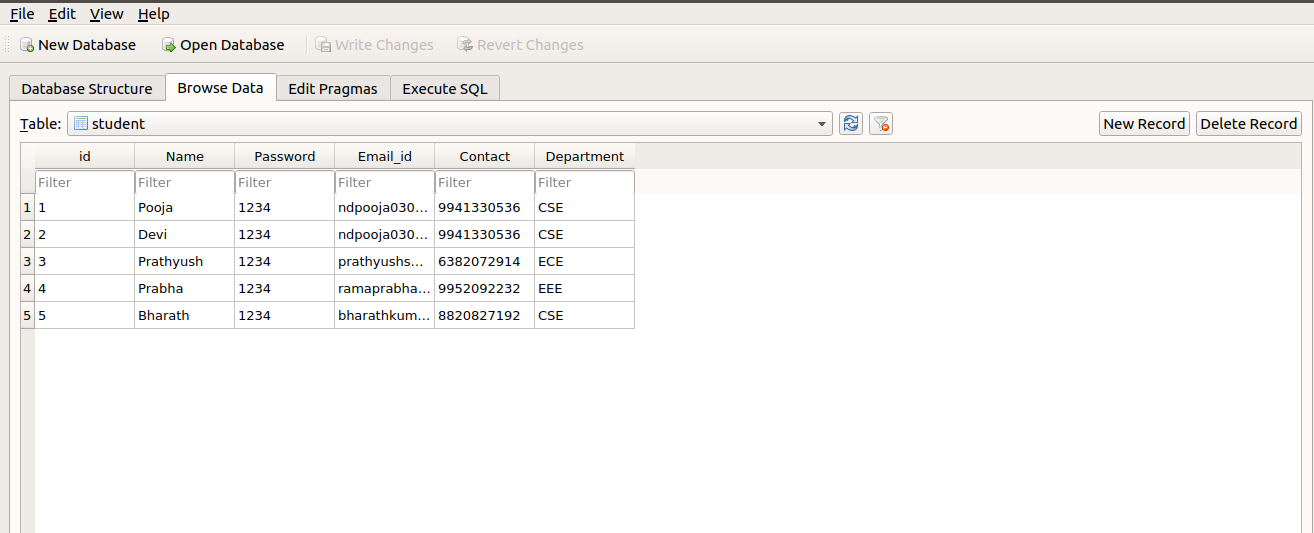 File Edit View Help
New Database Open Database Write Changes Revert Changes
Database Structure Browse Data Edit Pragmas Execute SQL
Table: student New Record Delete Record
id Name Password Email_id Contact Department
Filter Filter Filter Filter Filter Filter
1 1 Pooja 1234 ndpooja030... 9941330536 CSE
2 2 Devi 1234 ndpooja030... 9941330536 CSE
3 3 Prathyush 1234 prathyushs... 6382072914 ECE
4 4 Prabha 1234 ramaprabha... 9952092232 EEE
5 5 Bharath 1234 bharathkum... 8820827192 CSE